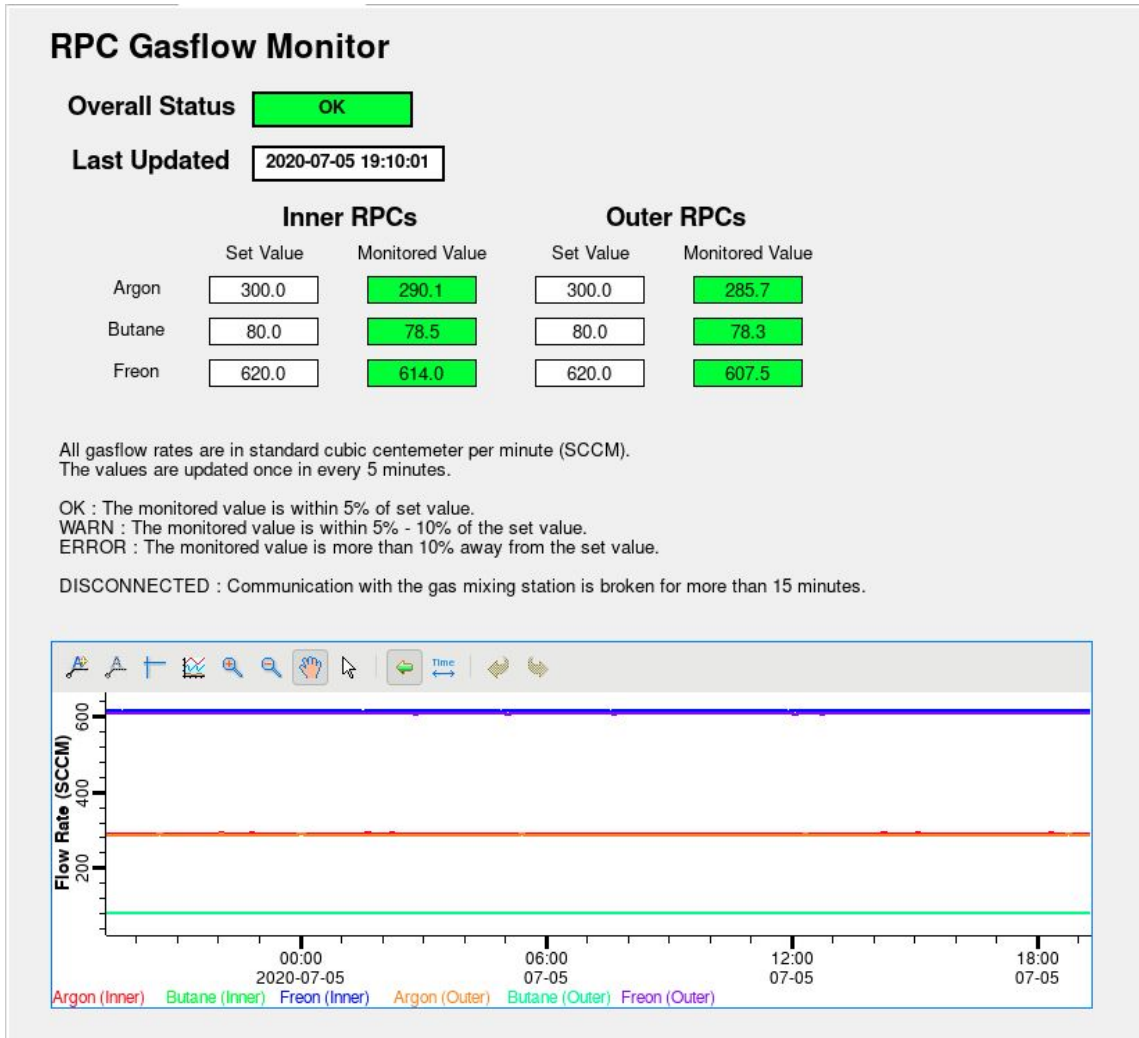 RPC Gasflow Monitor
Overall Status OK
Last Updated 2020-07-05 19:10:01
Inner RPCs Outer RPCs
Set Value Monitored Value Set Value Monitored Value
Argon 300.0 290.1 300.0 285.7
Butane 80.0 78.5 80.0 78.3
Freon 620.0 614.0 620.0 607.5
All gasflow rates are in standard cubic centemeter per minute (SCCM).
The values are updated once in every 5 minutes.
OK : The monitored value is within 5% of set value.
WARN : The monitored value is within 5% - 10% of the set value.
ERROR : The monitored value is more than 10% away from the set value.
DISCONNECTED : Communication with the gas mixing station is broken for more than 15 minutes.
Time
Flow Rate (SCCM)
600
400
200
00:00 06:00 12:00 18:00
2020-07-05 07-05 07-05 07-05
Argon (Inner) Butane (Inner) Freon (Inner) Argon (Outer) Butane (Outer) Freon (Outer)